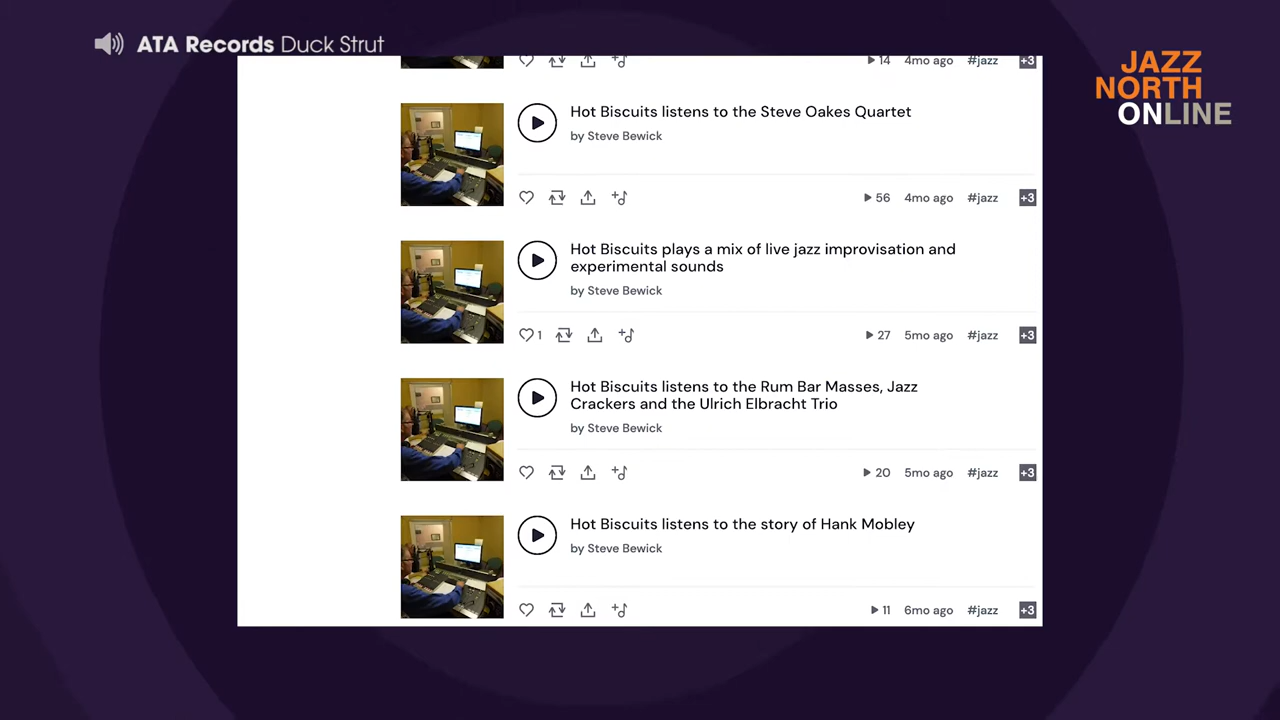 ATA Records Duck Strut
14 4mo ago #jazz +3
JAZZ
NORTH
ONLINE
Hot Biscuits listens to the Steve Oakes Quartet
by Steve Bewick
56 4mo ago #jazz +3
Hot Biscuits plays a mix of live jazz improvisation and
experimental sounds
by Steve Bewick
1 27 5mo ago #jazz +3
Hot Biscuits listens to the Rum Bar Masses, Jazz
Crackers and the Ulrich Elbracht Trio
by Steve Bewick
20 5mo ago #jazz +3
Hot Biscuits listens to the story of Hank Mobley
by Steve Bewick
11 6mo ago #jazz +3